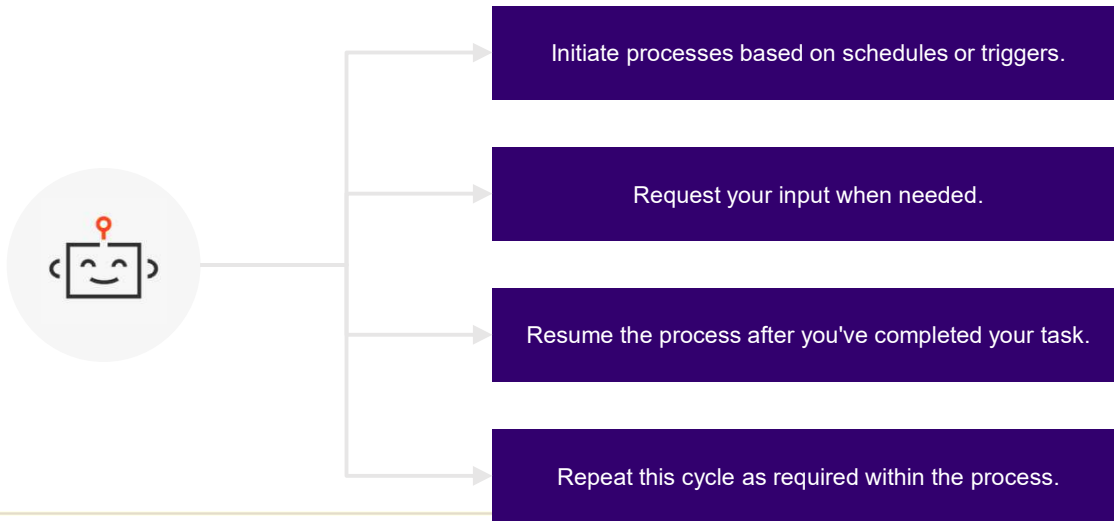 Initiate processes based on schedules or triggers.
Request your input when needed.
Resume the process after you've completed your task.
Repeat this cycle as required within the process.